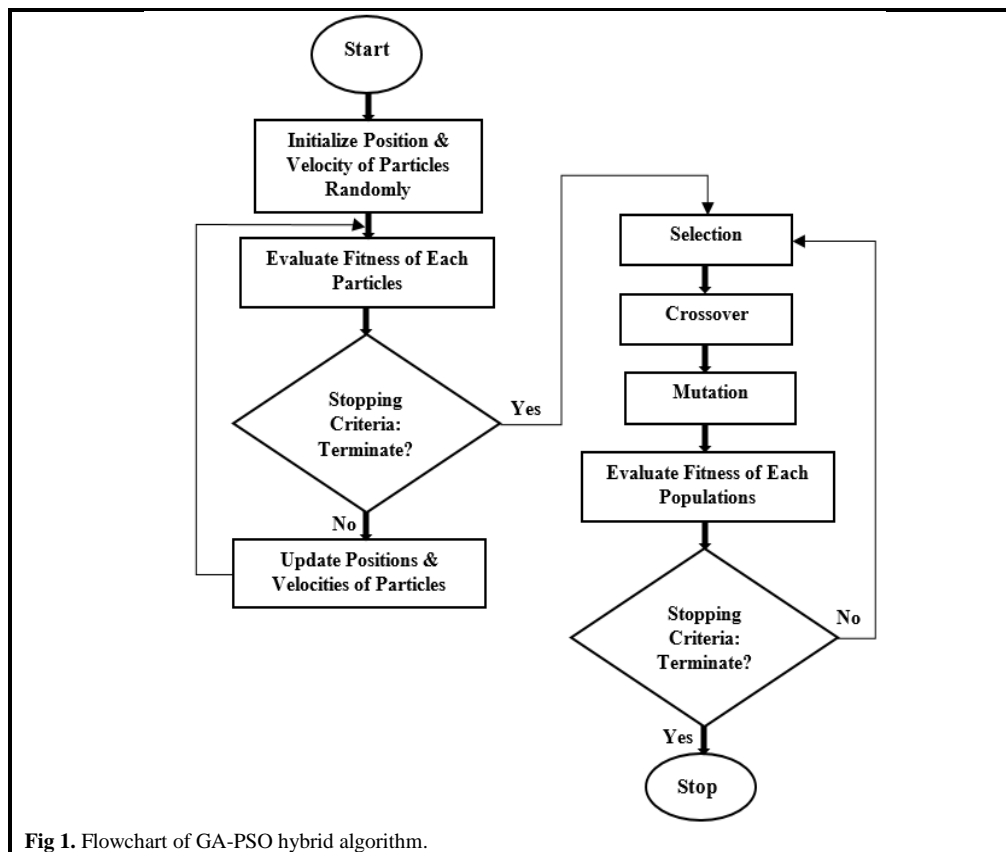 Start
Initialize Position &
Velocity of Particles
Randomly
Evaluate Fitness of Each
Particles
Stopping
Criteria:
Terminate?
Yes
No
Update Positions &
Velocities of Particles
Selection
Crossover
Mutation
Evaluate Fitness of Each
Populations
Stopping
Criteria:
Terminate?
No
Yes
Stop
Fig 1. Flowchart of GA-PSO hybrid algorithm.